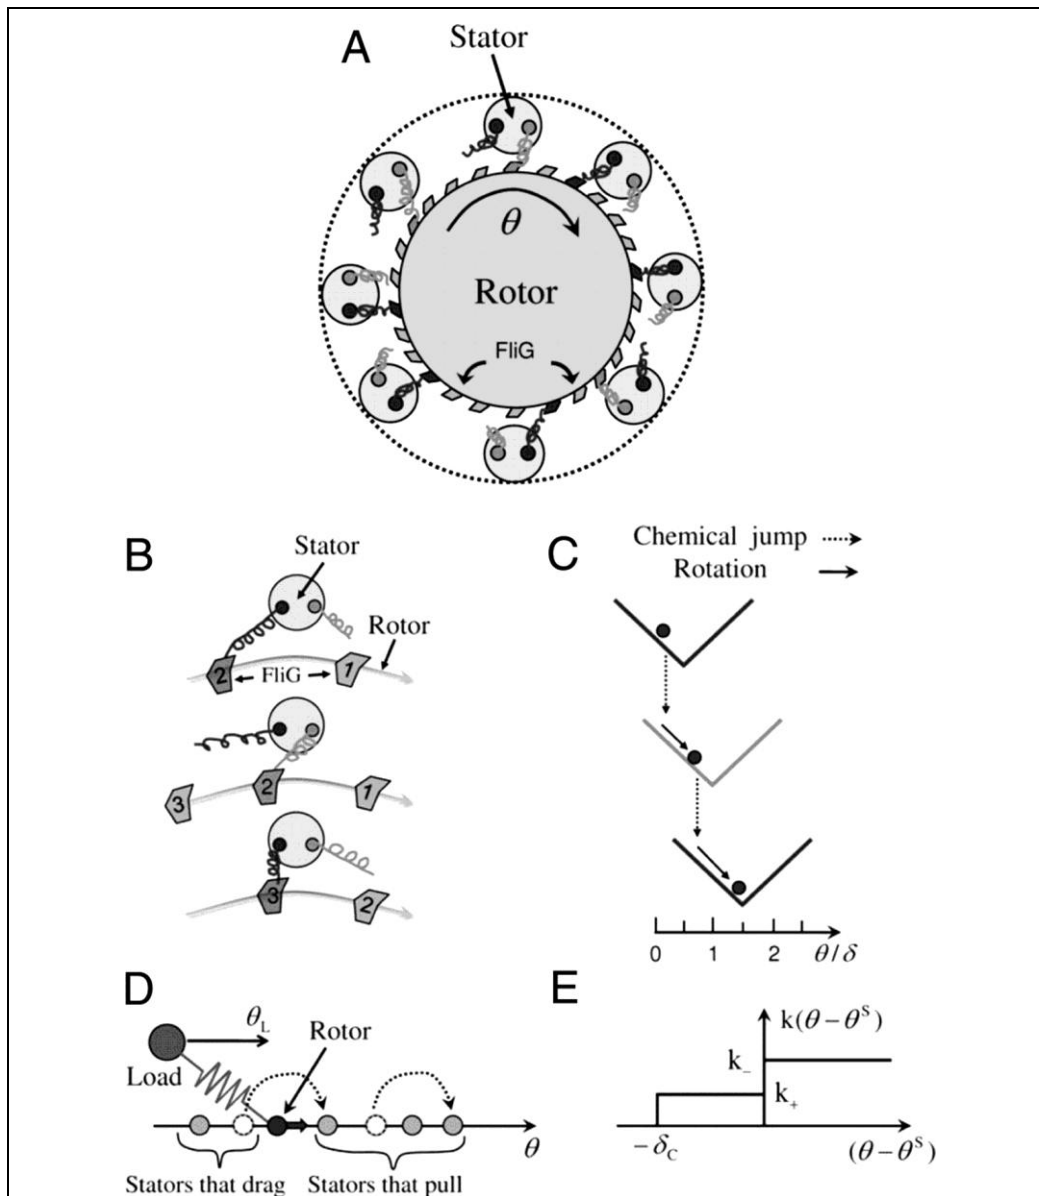 A
Stator
θ
Rotor
FliG
B
Stator
Rotor
2
FliG
1
3
2
1
3
2
C
Chemical jump
Rotation
0 1 2 θ/δ
D
θL
Rotor
Load
θ
Stators that drag
Stators that pull
E
k(θ − θˢ)
k₋
k₊
−δC
(θ − θˢ)